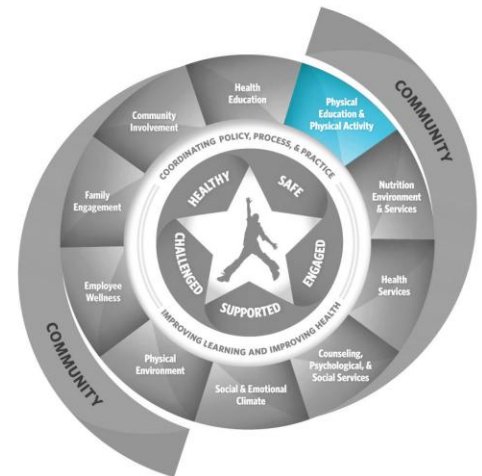 COMMUNITY
Health
Education
Physical
Education &
Physical Activity
Nutrition
Environment
& Services
Health
Services
Counseling,
Psychological, &
Social Services
Social & Emotional
Climate
Physical
Environment
Employee
Wellness
Family
Engagement
Community
Involvement
COORDINATING POLICY, PROCESS, & PRACTICE
IMPROVING LEARNING AND IMPROVING HEALTH
HEALTHY
SAFE
ENGAGED
SUPPORTED
CHALLENGED
COMMUNITY